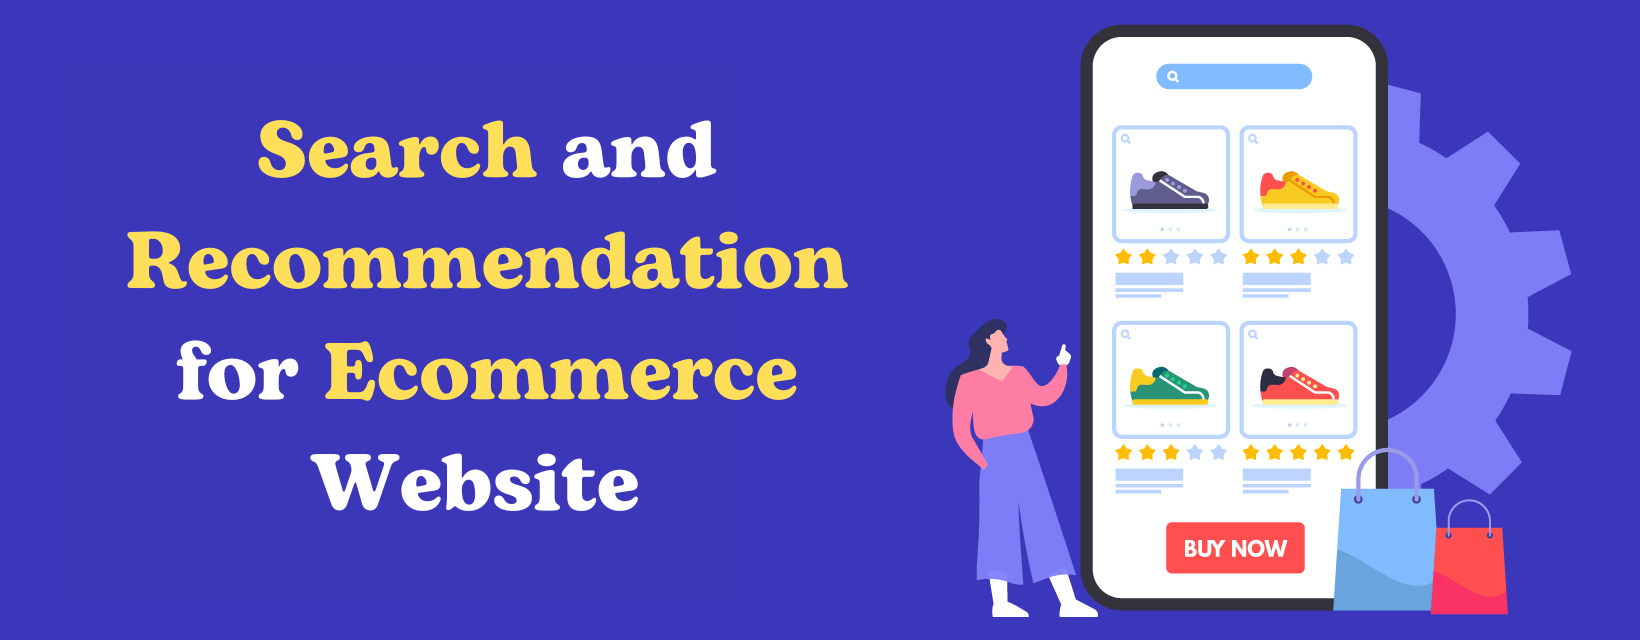 Search and
Recommendation
for Ecommerce
Website
BUY NOW